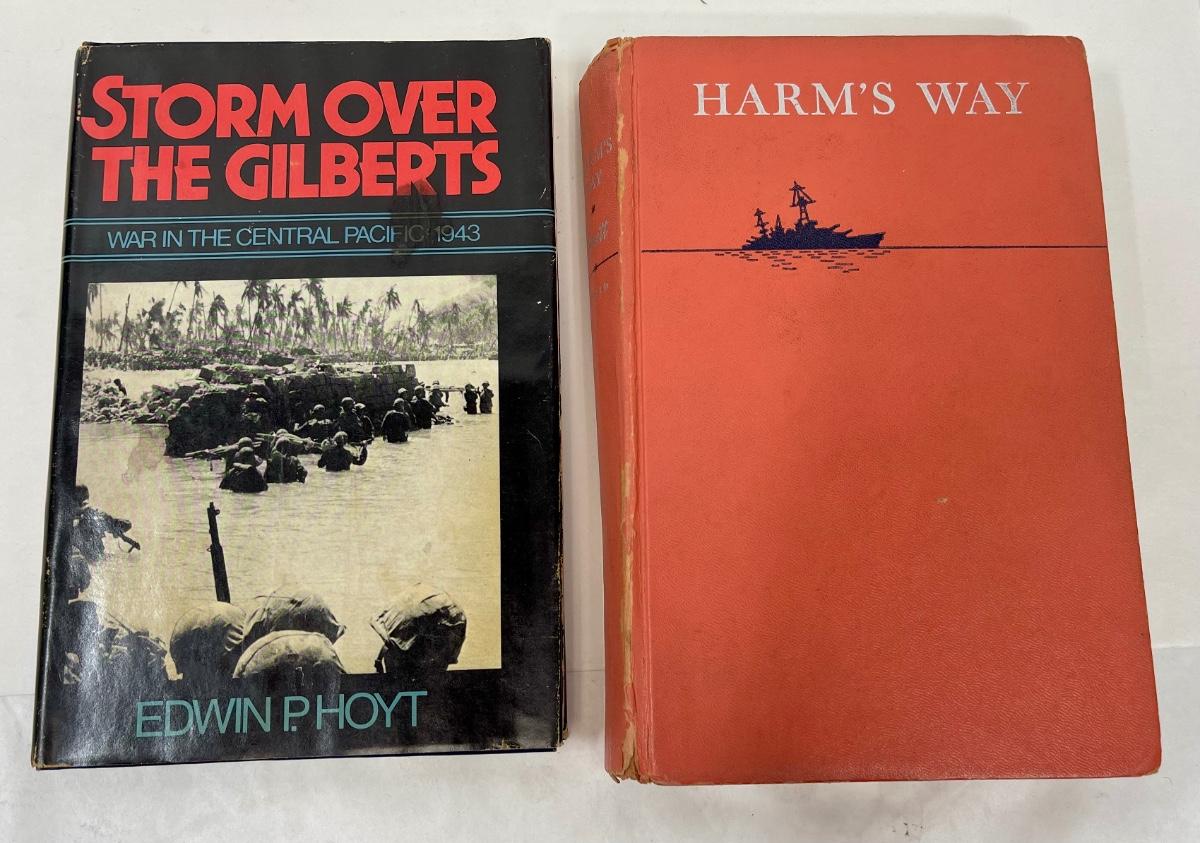 STORM OVER
THE GILBERTS
WAR IN THE CENTRAL PACIFIC 1943
EDWIN P. HOYT
HARM'S WAY